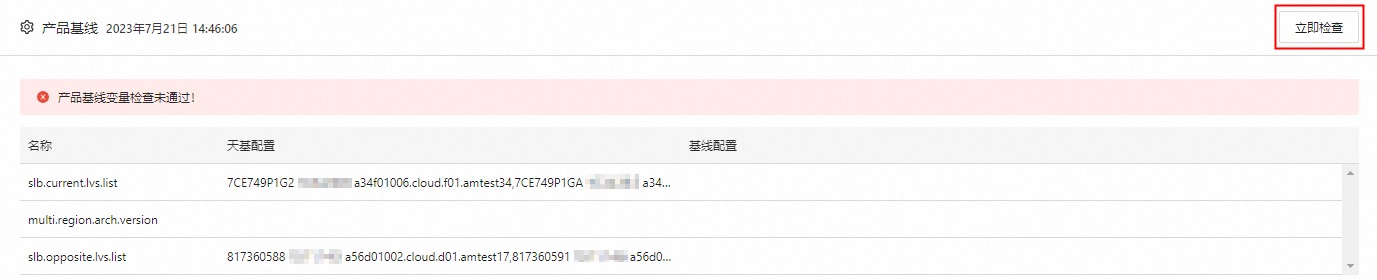 产品基线 2023年7月21日 14:46:06 立即检查
产品基线变量检查未通过!
名称 天基配置 基线配置
slb.current.lvs.list 7CE749P1G2 a34f01006.cloud.f01.amtest34,7CE749P1GA a34...
multi.region.arch.version
slb.opposite.lvs.list 817360588 a56d01002.cloud.d01.amtest17,817360591 a56d0...